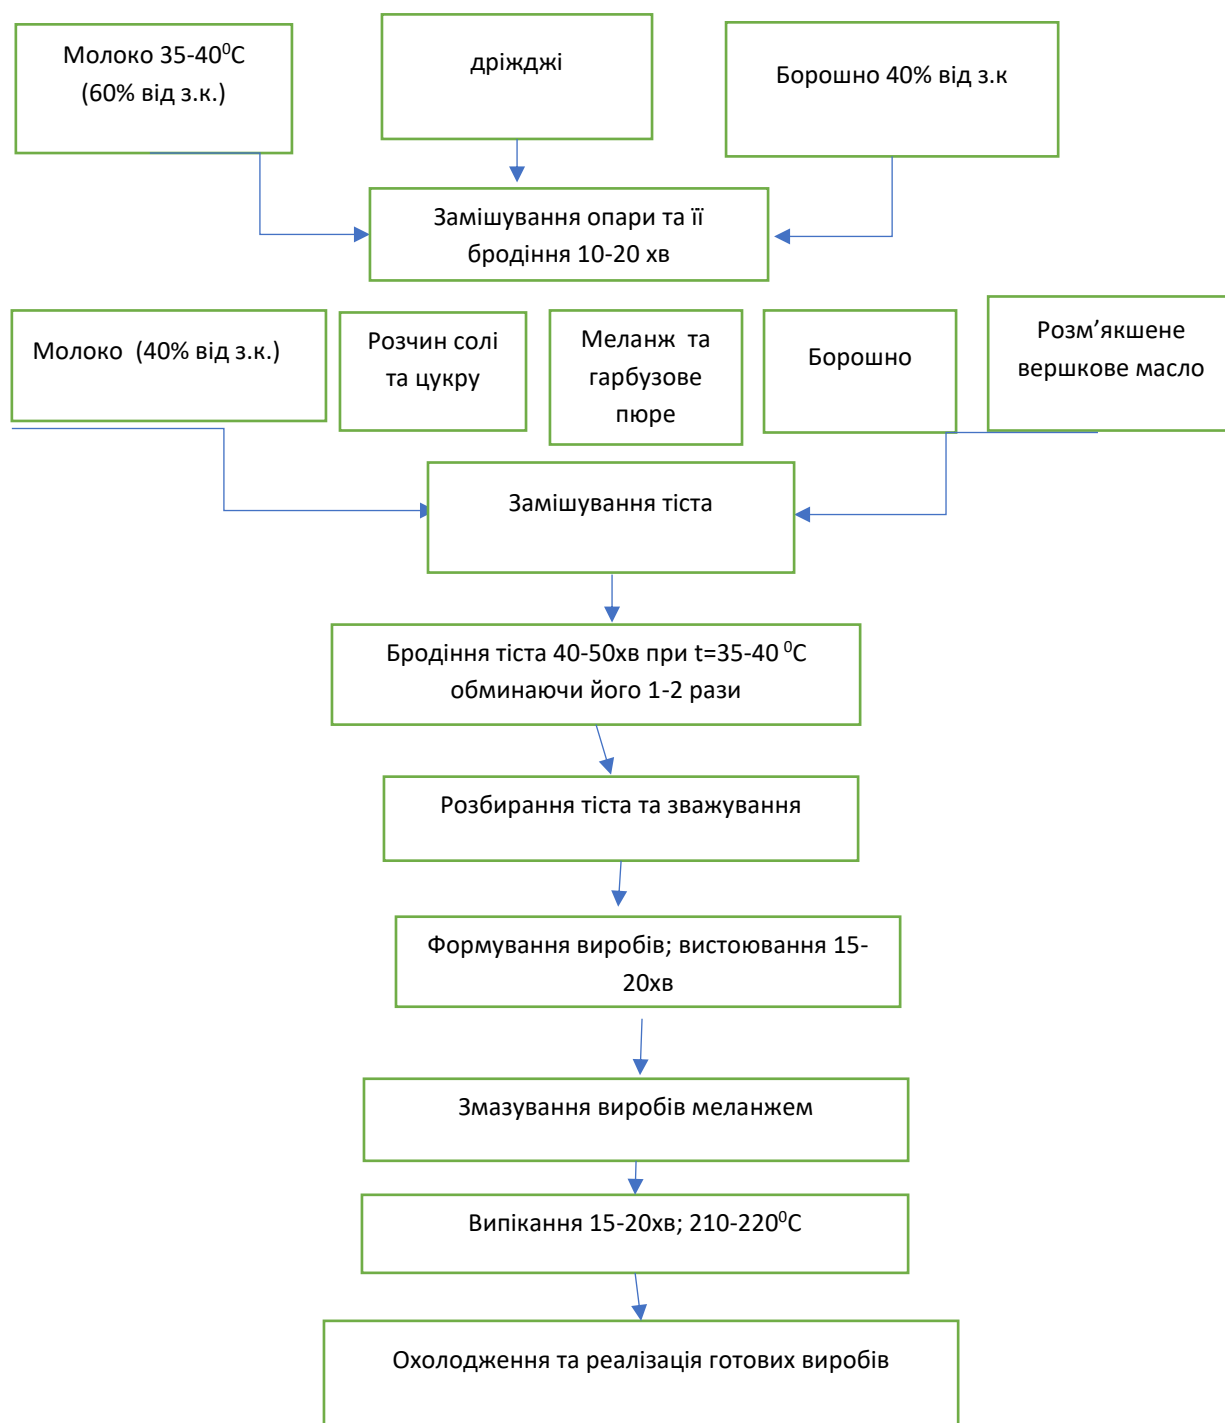 Молоко 35-40⁰С
(60% від з.к.)
дріжджі
Борошно 40% від з.к
Замішування опари та її
бродіння 10-20 хв
Молоко (40% від з.к.)
Розчин солі
та цукру
Меланж та
гарбузове
пюре
Борошно
Розм’якшене
вершкове масло
Замішування тіста
Бродіння тіста 40-50хв при t=35-40 ⁰С
обминаючи його 1-2 рази
Розбирання тіста та зважування
Формування виробів; вистоювання 15-
20хв
Змазування виробів меланжем
Випікання 15-20хв; 210-220⁰С
Охолодження та реалізація готових виробів